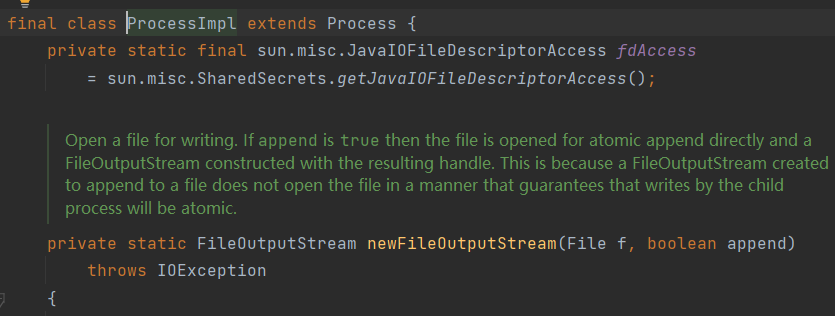 final class ProcessImpl extends Process {
private static final sun.misc.JavaIOFileDescriptorAccess fdAccess
= sun.misc.SharedSecrets.getJavaIOFileDescriptorAccess();
Open a file for writing. If append is true then the file is opened for atomic append directly and a
FileOutputStream constructed with the resulting handle. This is because a FileOutputStream created
to append to a file does not open the file in a manner that guarantees that writes by the child
process will be atomic.
private static FileOutputStream newFileOutputStream(File f, boolean append)
throws IOException
{